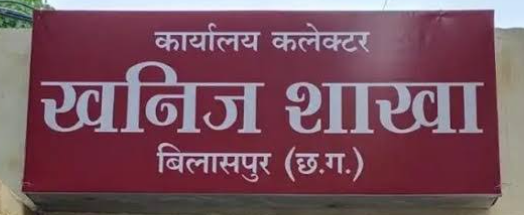 कार्यालय कलेक्टर
खनिज शाखा
बिलासपुर (छ.ग.)